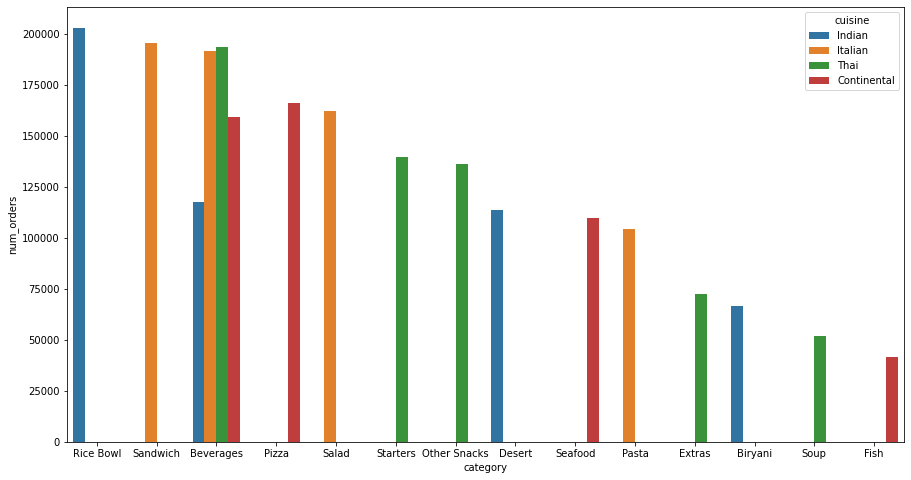 cuisine
Indian
Italian
Thai
Continental
200000
175000
150000
125000
100000
75000
50000
25000
0
num_orders
Rice Bowl Sandwich Beverages Pizza Salad Starters Other Snacks Desert Seafood Pasta Extras Biryani Soup Fish
category